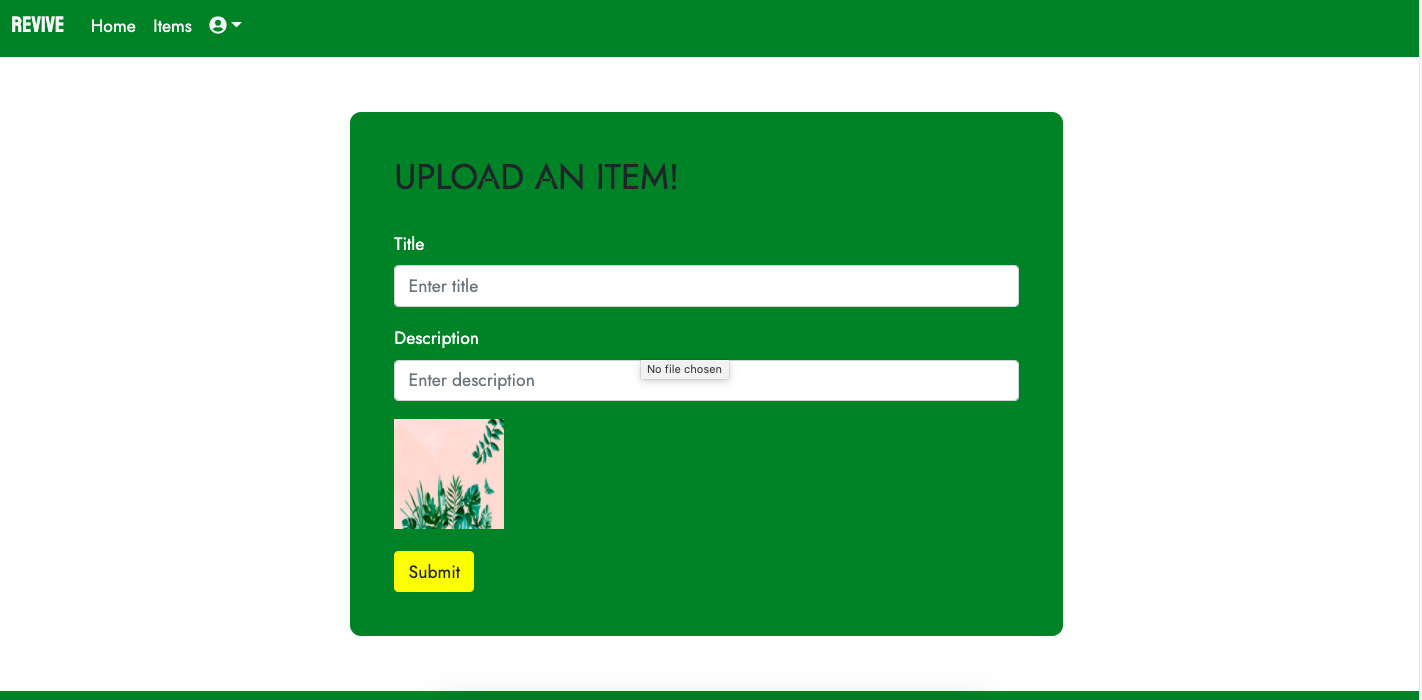 REVIVE Home Items
UPLOAD AN ITEM!
Title
Enter title
Description
No file chosen
Enter description
Submit